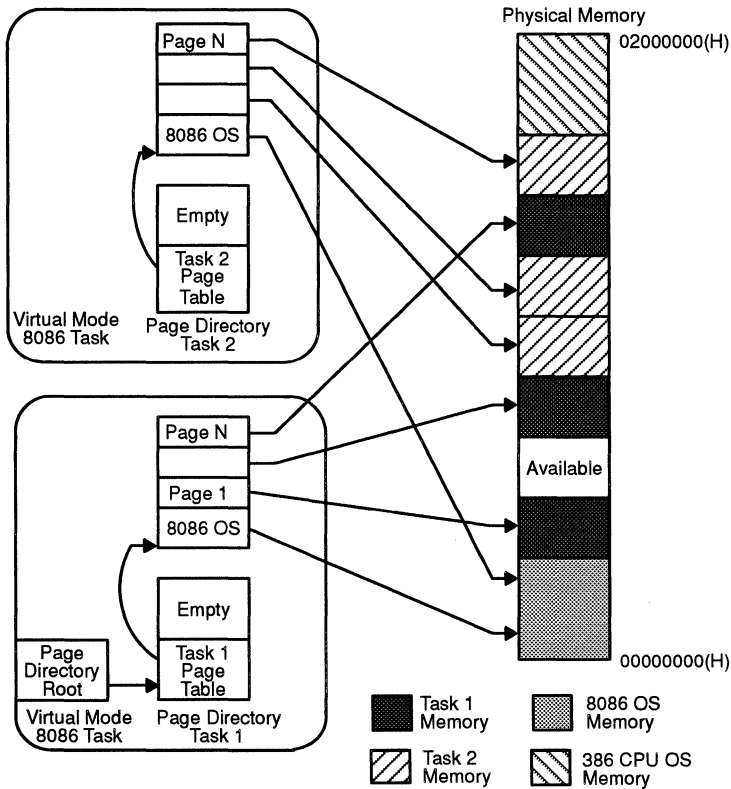 Physical Memory
02000000(H)
Page N
8086 OS
Empty
Task 2
Page
Table
Virtual Mode
8086 Task
Page Directory
Task 2
Page N
Page 1
8086 OS
Empty
Task 1
Page
Table
Page
Directory
Root
Virtual Mode
8086 Task
Page Directory
Task 1
Available
00000000(H)
Task 1
Memory
8086 OS
Memory
Task 2
Memory
386 CPU OS
Memory